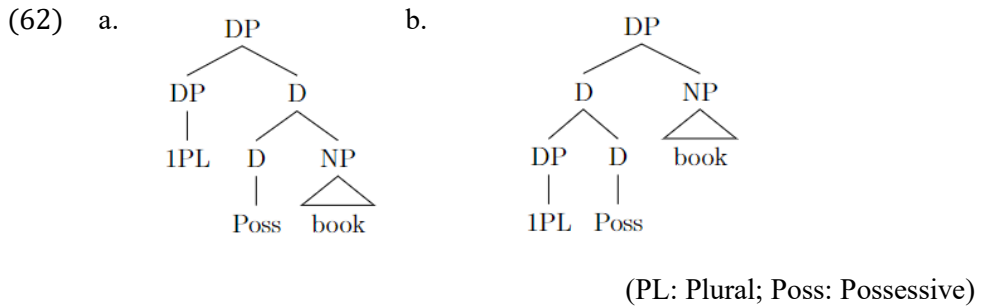 (62) a. b.
DP DP
DP D D NP
1PL D NP DP D book
Poss book 1PL Poss
(PL: Plural; Poss: Possessive)